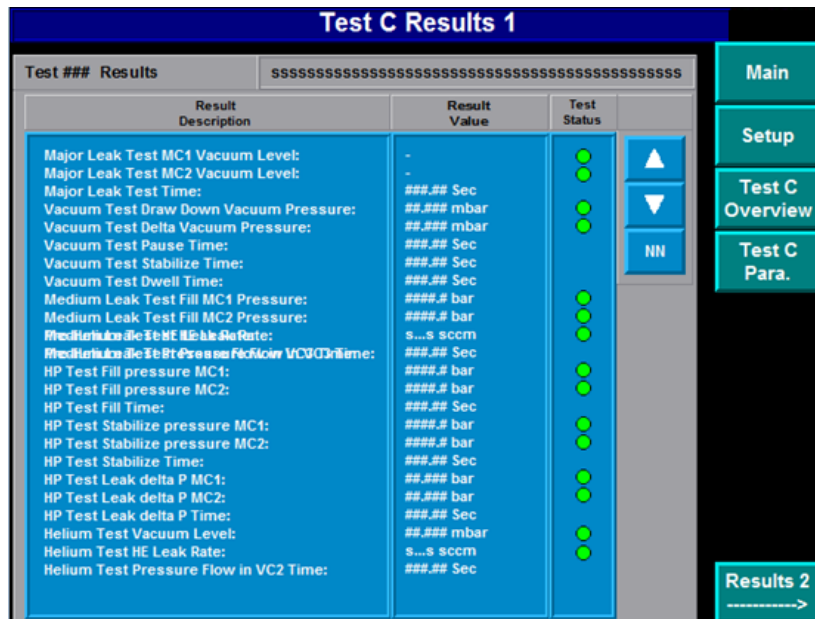 Test C Results 1
Test ### Results
ssssssssssssssssssssssssssssssssssssssssssssss
Result
Description
Result
Value
Test
Status
Major Leak Test MC1 Vacuum Level: -
Major Leak Test MC2 Vacuum Level: -
Major Leak Test Time: ###.## Sec
Vacuum Test Draw Down Vacuum Pressure: ##.### mbar
Vacuum Test Delta Vacuum Pressure: ##.### mbar
Vacuum Test Pause Time: ###.## Sec
Vacuum Test Stabilize Time: ###.## Sec
Vacuum Test Dwell Time: ###.## Sec
Medium Leak Test Fill MC1 Pressure: ####.# bar
Medium Leak Test Fill MC2 Pressure: ####.# bar
s...s sccm
###.## Sec
HP Test Fill pressure MC1: ####.# bar
HP Test Fill pressure MC2: ####.# bar
HP Test Fill Time: ###.## Sec
HP Test Stabilize pressure MC1: ####.# bar
HP Test Stabilize pressure MC2: ####.# bar
HP Test Stabilize Time: ###.## Sec
HP Test Leak delta P MC1: ##.### bar
HP Test Leak delta P MC2: ##.### bar
HP Test Leak delta P Time: ###.## Sec
Helium Test Vacuum Level: ##.### mbar
Helium Test HE Leak Rate: s...s sccm
Helium Test Pressure Flow in VC2 Time: ###.## Sec
NN
Main
Setup
Test C
Overview
Test C
Para.
Results 2
----------->